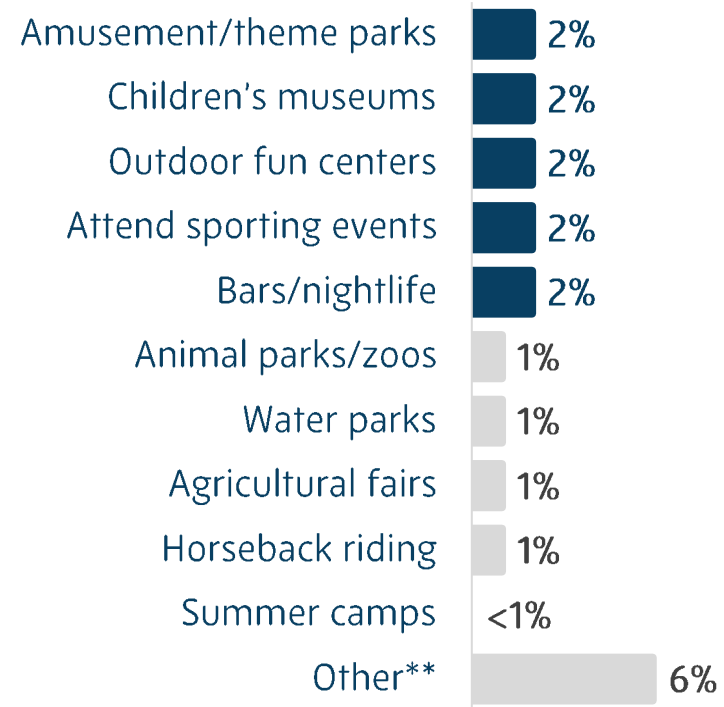 Amusement/theme parks 2%
Children's museums 2%
Outdoor fun centers 2%
Attend sporting events 2%
Bars/nightlife 2%
Animal parks/zoos 1%
Water parks 1%
Agricultural fairs 1%
Horseback riding 1%
Summer camps <1%
Other** 6%